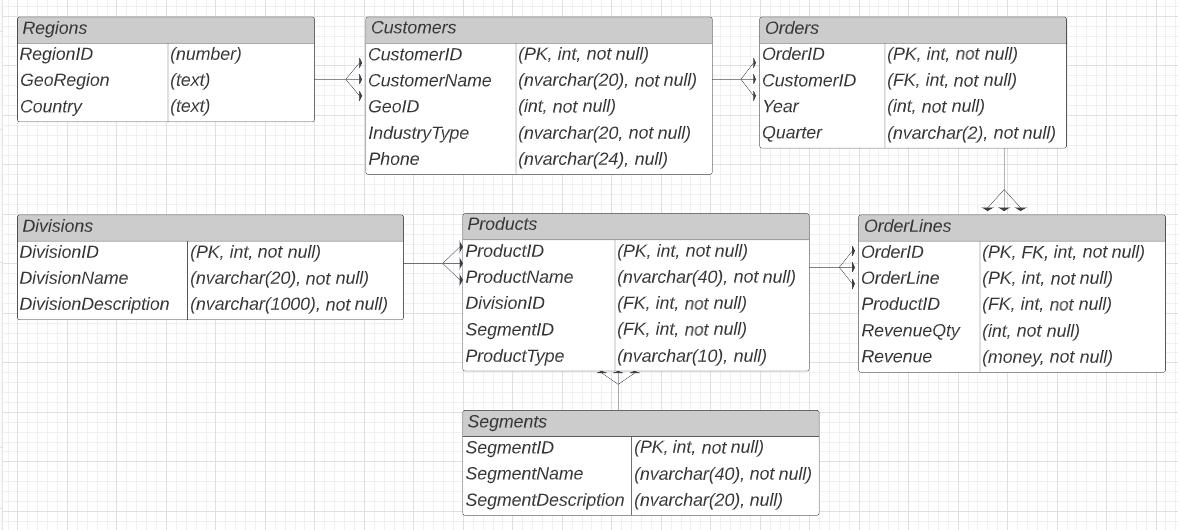 Regions
RegionID (number)
GeoRegion (text)
Country (text)
Customers
CustomerID (PK, int, not null)
CustomerName (nvarchar(20), not null)
GeoID (int, not null)
IndustryType (nvarchar(20, not null)
Phone (nvarchar(24), null)
Orders
OrderID (PK, int, not null)
CustomerID (FK, int, not null)
Year (int, not null)
Quarter (nvarchar(2), not null)
Divisions
DivisionID (PK, int, not null)
DivisionName (nvarchar(20), not null)
DivisionDescription (nvarchar(1000), not null)
Products
ProductID (PK, int, not null)
ProductName (nvarchar(40), not null)
DivisionID (FK, int, not null)
SegmentID (FK, int, not null)
ProductType (nvarchar(10), null)
OrderLines
OrderID (PK, FK, int, not null)
OrderLine (PK, int, not null)
ProductID (FK, int, not null)
RevenueQty (int, not null)
Revenue (money, not null)
Segments
SegmentID (PK, int, not null)
SegmentName (nvarchar(40), not null)
SegmentDescription (nvarchar(20), null)